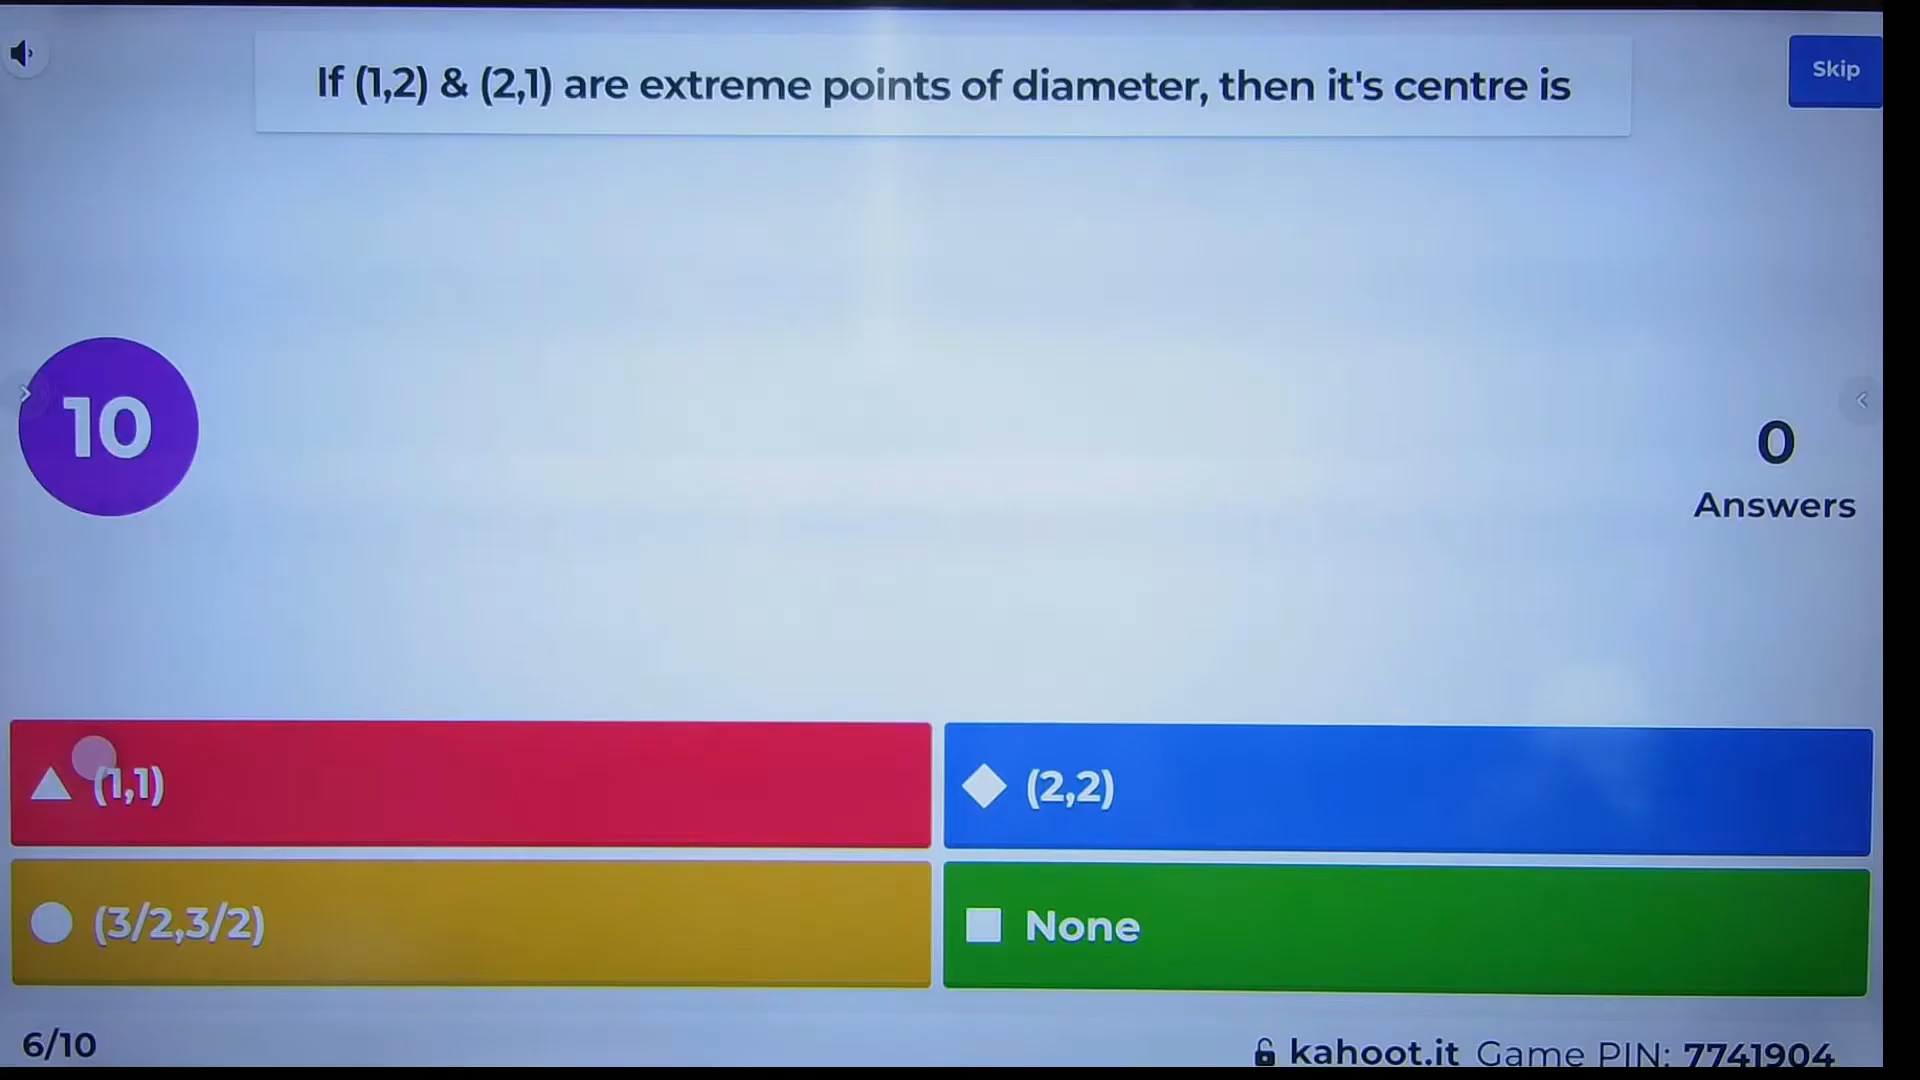 If (1,2) & (2,1) are extreme points of diameter, then it's centre is
Skip
10
0
Answers
(1,1)
(2,2)
(3/2,3/2)
None
6/10
kahoot.it Game PIN: 7741904